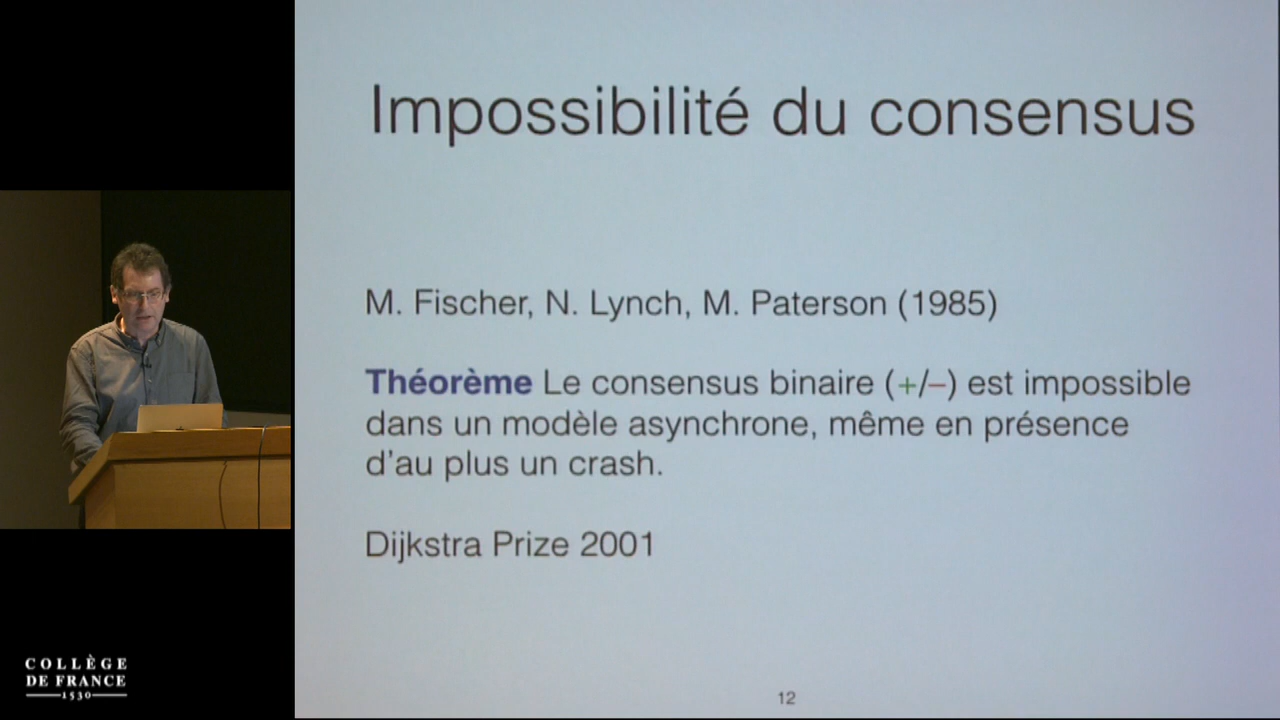 Impossibilité du consensus
M. Fischer, N. Lynch, M. Paterson (1985)
Théorème Le consensus binaire (+/–) est impossible
dans un modèle asynchrone, même en présence
d'au plus un crash.
Dijkstra Prize 2001
12
COLLÈGE
DE FRANCE
1530